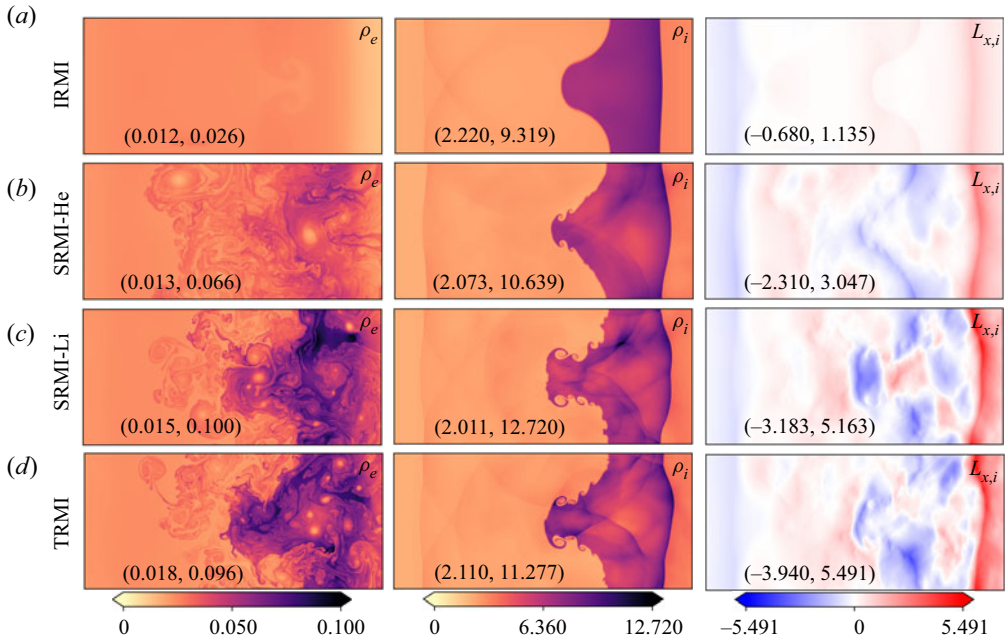 (a)
IRMI
ρe
(0.012, 0.026)
ρi
(2.220, 9.319)
Lx,i
(–0.680, 1.135)
(b)
SRMI-He
ρe
(0.013, 0.066)
ρi
(2.073, 10.639)
Lx,i
(–2.310, 3.047)
(c)
SRMI-Li
ρe
(0.015, 0.100)
ρi
(2.011, 12.720)
Lx,i
(–3.183, 5.163)
(d)
TRMI
ρe
(0.018, 0.096)
ρi
(2.110, 11.277)
Lx,i
(–3.940, 5.491)
0 0.050 0.100
0 6.360 12.720
–5.491 0 5.491